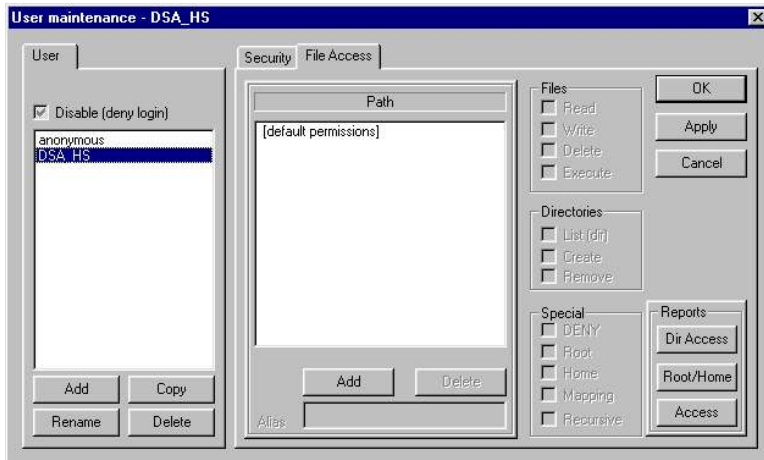 User maintenance - DSA_HS
User
Security
File Access
Disable (deny login)
anonymous
DSA_HS
Add
Copy
Rename
Delete
Path
[default permissions]
Add
Delete
Alias
Files
Read
Write
Delete
Execute
Directories
List (dir)
Create
Remove
Special
DENY
Root
Home
Mapping
Recursive
OK
Apply
Cancel
Reports
Dir Access
Root/Home
Access